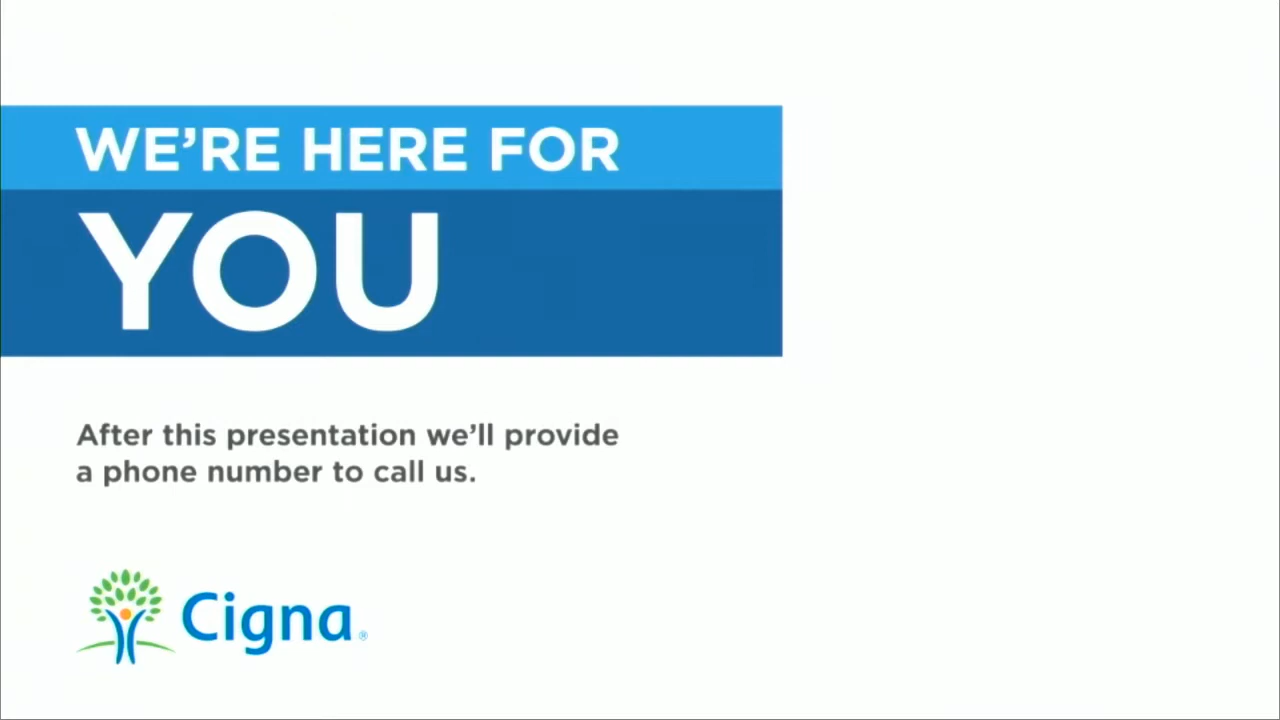 WE’RE HERE FOR
YOU
After this presentation we’ll provide
a phone number to call us.
Cigna®